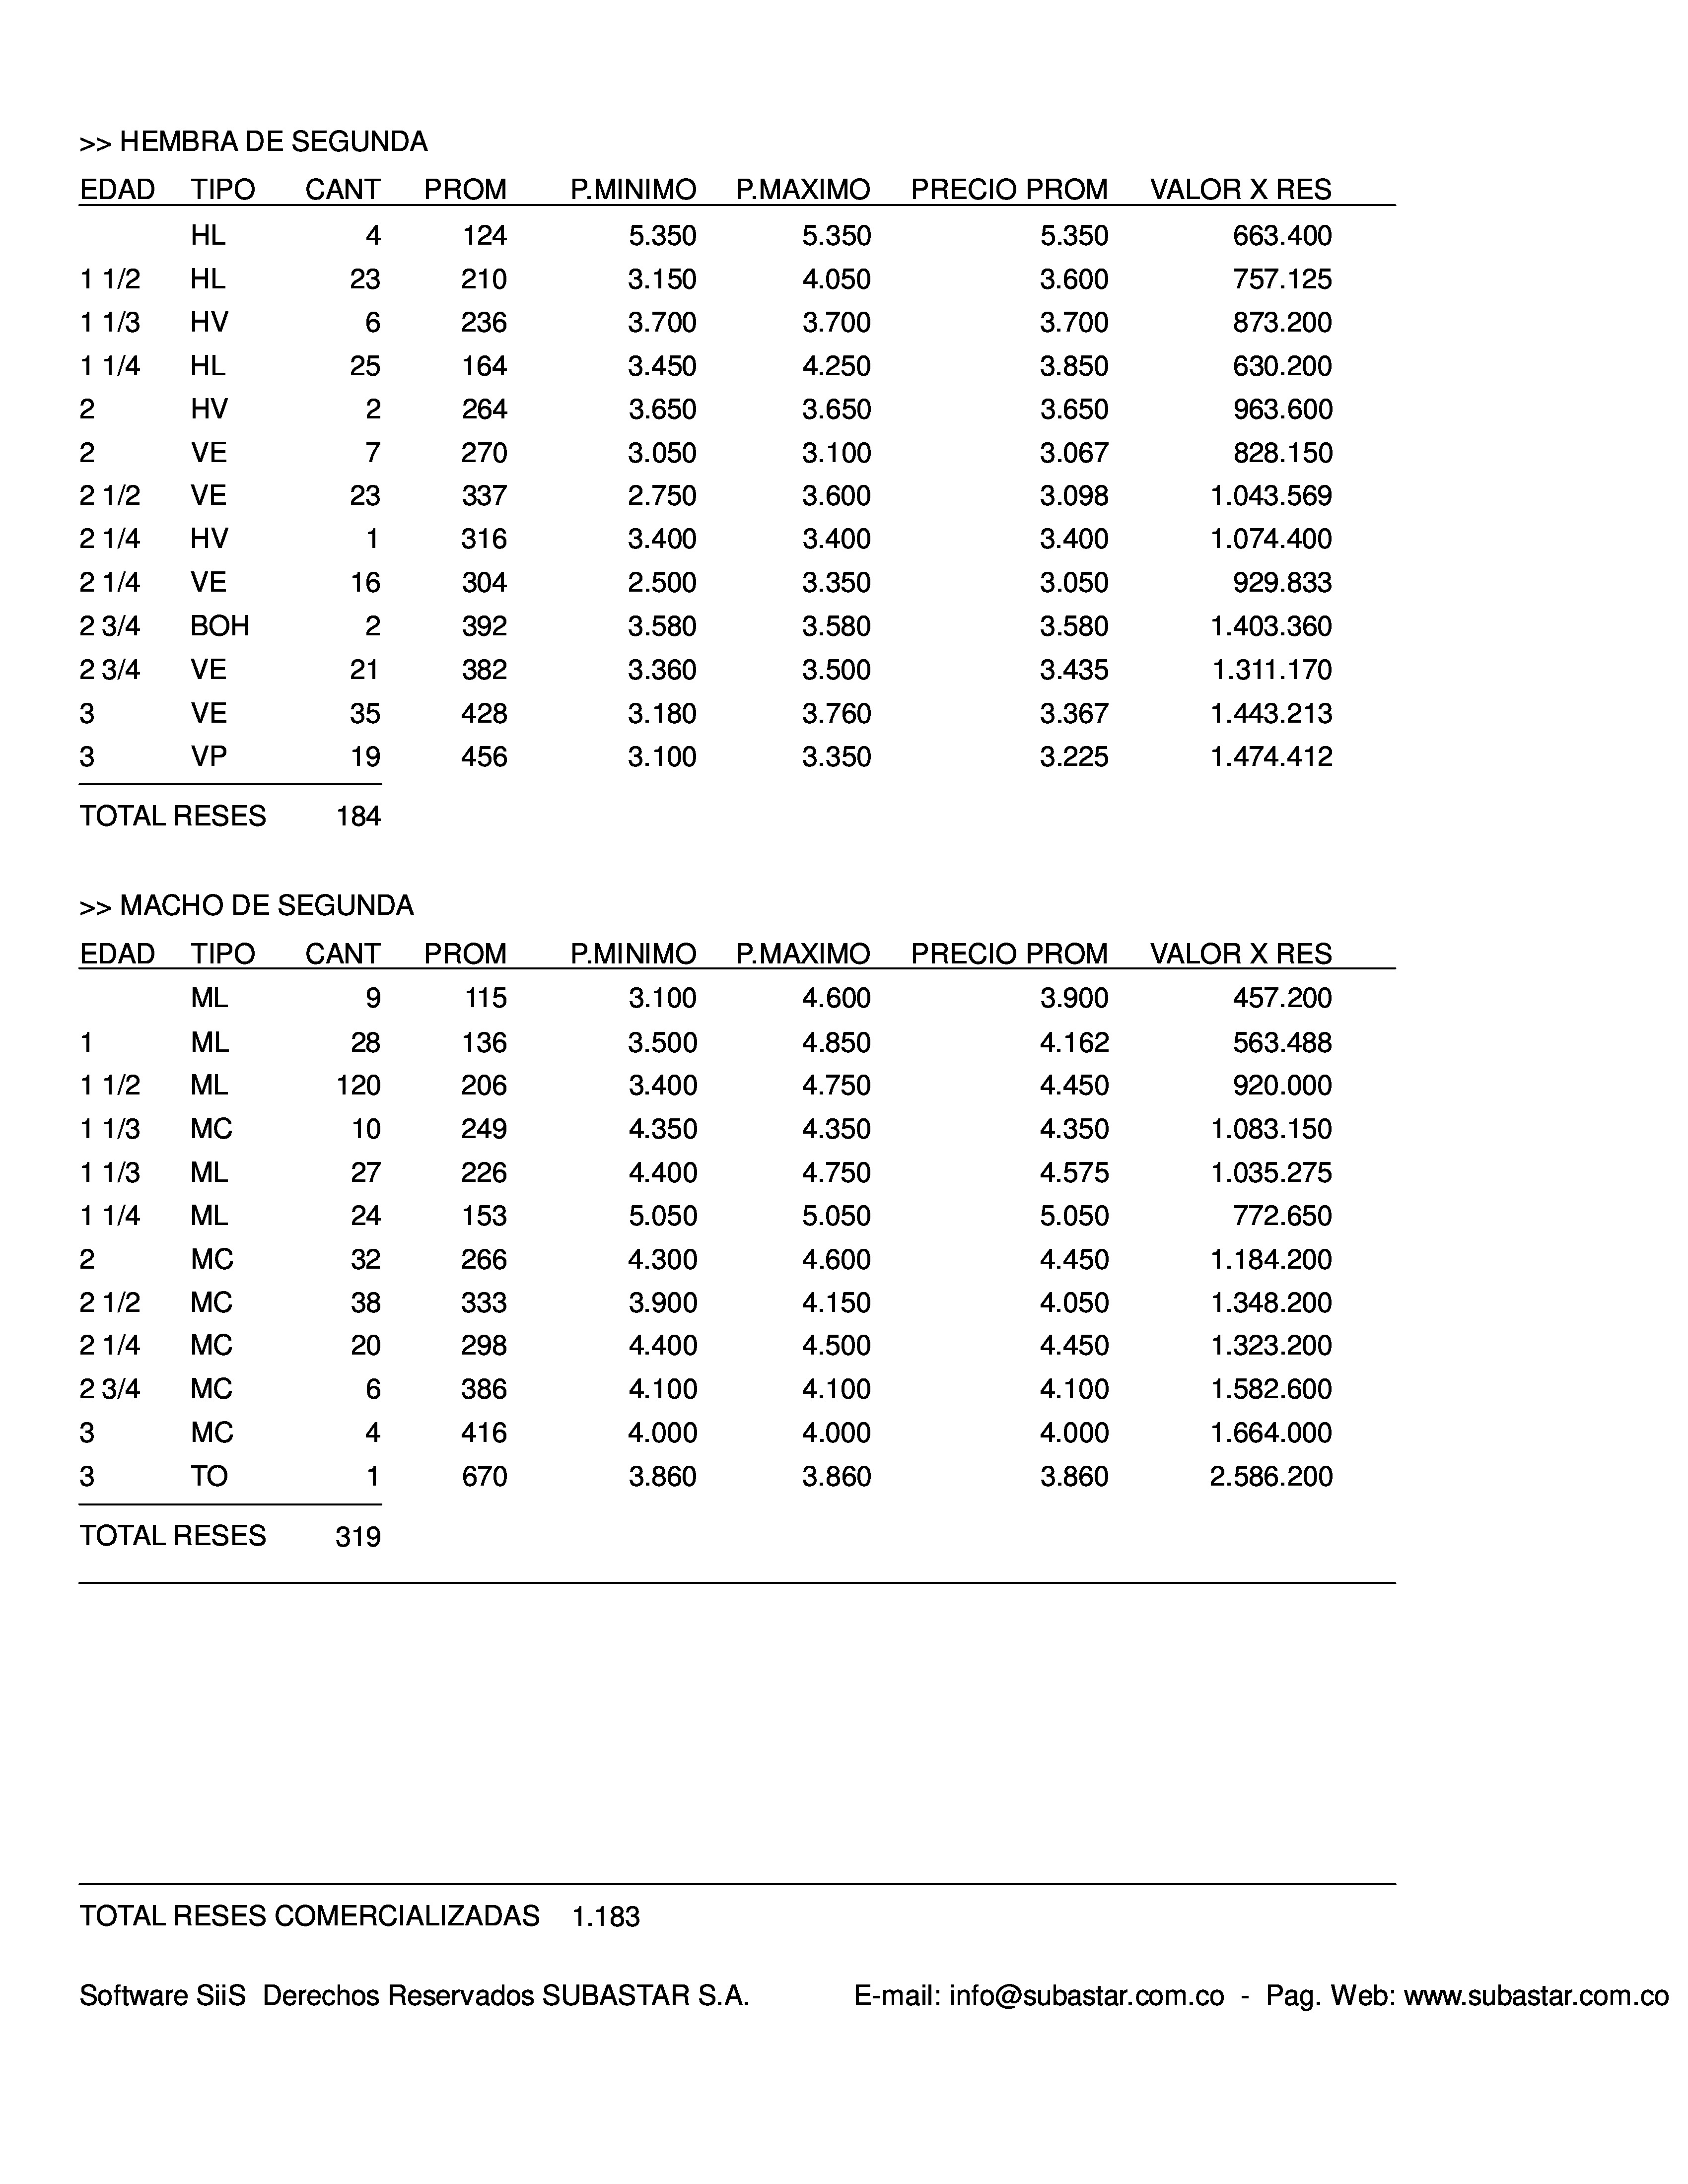 >> HEMBRA DE SEGUNDA
EDAD TIPO CANT PROM P.MINIMO P.MAXIMO PRECIO PROM VALOR X RES
HL 4 124 5.350 5.350 5.350 663.400
1 1/2 HL 23 210 3.150 4.050 3.600 757.125
1 1/3 HV 6 236 3.700 3.700 3.700 873.200
1 1/4 HL 25 164 3.450 4.250 3.850 630.200
2 HV 2 264 3.650 3.650 3.650 963.600
2 VE 7 270 3.050 3.100 3.067 828.150
2 1/2 VE 23 337 2.750 3.600 3.098 1.043.569
2 1/4 HV 1 316 3.400 3.400 3.400 1.074.400
2 1/4 VE 16 304 2.500 3.350 3.050 929.833
2 3/4 BOH 2 392 3.580 3.580 3.580 1.403.360
2 3/4 VE 21 382 3.360 3.500 3.435 1.311.170
3 VE 35 428 3.180 3.760 3.367 1.443.213
3 VP 19 456 3.100 3.350 3.225 1.474.412
TOTAL RESES 184
>> MACHO DE SEGUNDA
EDAD TIPO CANT PROM P.MINIMO P.MAXIMO PRECIO PROM VALOR X RES
ML 9 115 3.100 4.600 3.900 457.200
1 ML 28 136 3.500 4.850 4.162 563.488
1 1/2 ML 120 206 3.400 4.750 4.450 920.000
1 1/3 MC 10 249 4.350 4.350 4.350 1.083.150
1 1/3 ML 27 226 4.400 4.750 4.575 1.035.275
1 1/4 ML 24 153 5.050 5.050 5.050 772.650
2 MC 32 266 4.300 4.600 4.450 1.184.200
2 1/2 MC 38 333 3.900 4.150 4.050 1.348.200
2 1/4 MC 20 298 4.400 4.500 4.450 1.323.200
2 3/4 MC 6 386 4.100 4.100 4.100 1.582.600
3 MC 4 416 4.000 4.000 4.000 1.664.000
3 TO 1 670 3.860 3.860 3.860 2.586.200
TOTAL RESES 319
TOTAL RESES COMERCIALIZADAS 1.183
Software SiiS Derechos Reservados SUBASTAR S.A. E-mail: info@subastar.com.co - Pag. Web: www.subastar.com.co